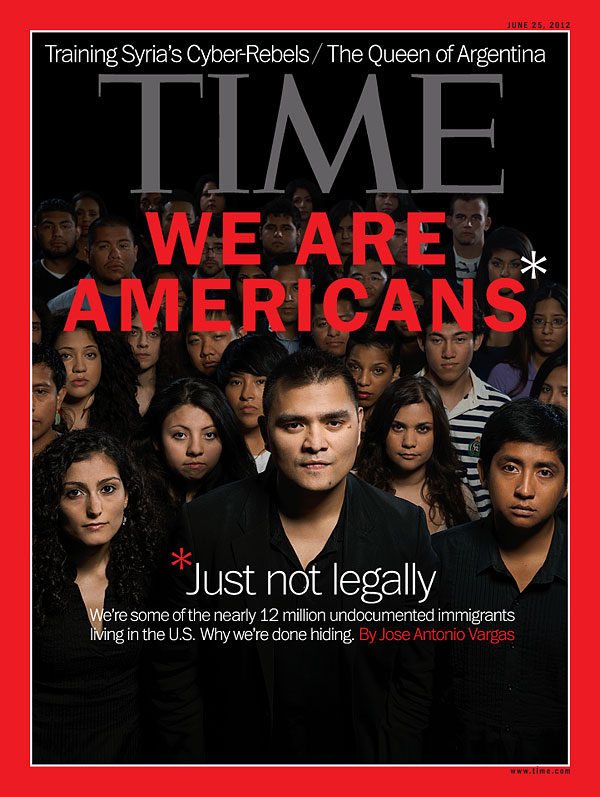 JUNE 25, 2012
Training Syria's Cyber-Rebels / The Queen of Argentina
TIME
WE ARE
AMERICANS*
*Just not legally
We're some of the nearly 12 million undocumented immigrants
living in the U.S. Why we're done hiding. By Jose Antonio Vargas
www.time.com